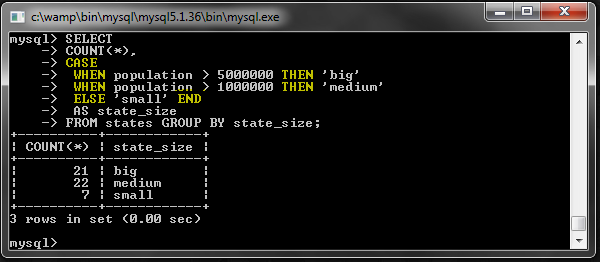 c:\wamp\bin\mysql\mysql5.1.36\bin\mysql.exe
mysql> SELECT
    -> COUNT(*),
    -> CASE
    ->  WHEN population > 5000000 THEN 'big'
    ->  WHEN population > 1000000 THEN 'medium'
    ->  ELSE 'small' END
    ->  AS state_size
    -> FROM states GROUP BY state_size;
+----------+------------+
| COUNT(*) | state_size |
+----------+------------+
|       21 | big        |
|       22 | medium     |
|        7 | small      |
+----------+------------+
3 rows in set (0.00 sec)
mysql>